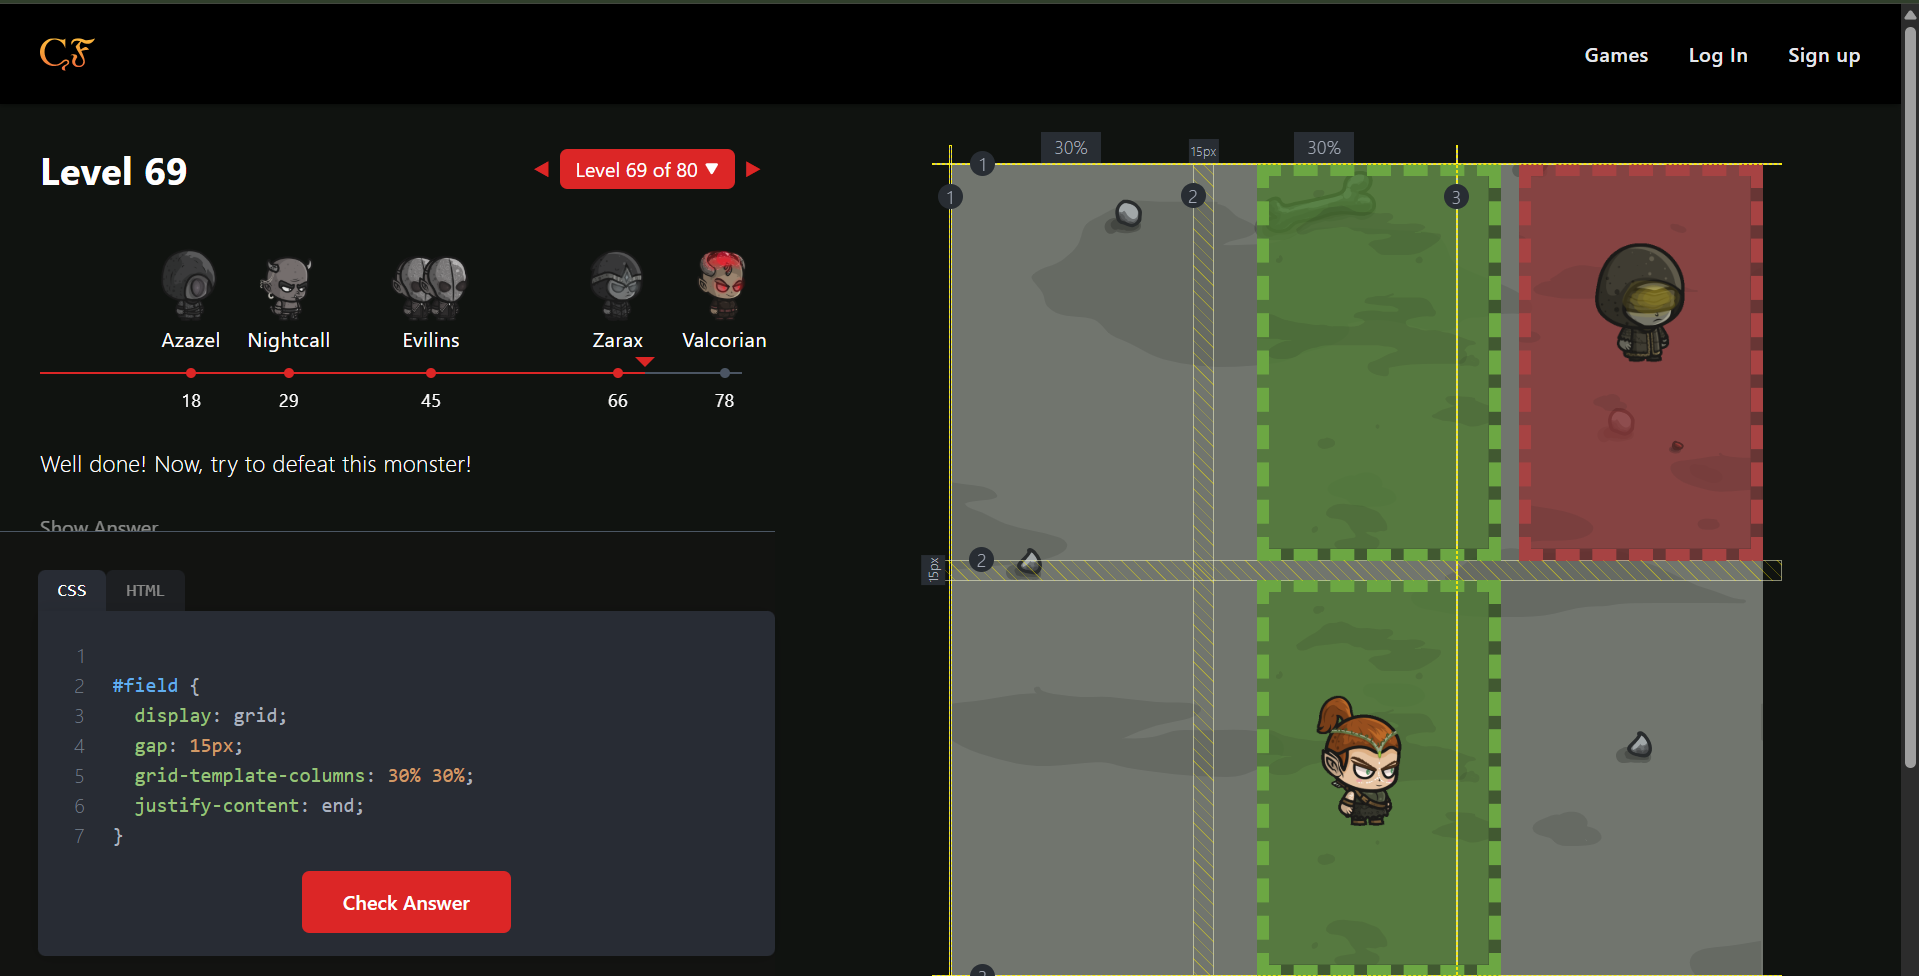 CF
Games Log In Sign up
Level 69
Level 69 of 80 ▼
Azazel Nightcall Evilins Zarax Valcorian
18 29 45 66 78
Well done! Now, try to defeat this monster!
Show Answer
CSS HTML
1
2 #field {
3 display: grid;
4 gap: 15px;
5 grid-template-columns: 30% 30%;
6 justify-content: end;
7 }
Check Answer
30% 15px 30%
1
1 2 3
15px 2
3